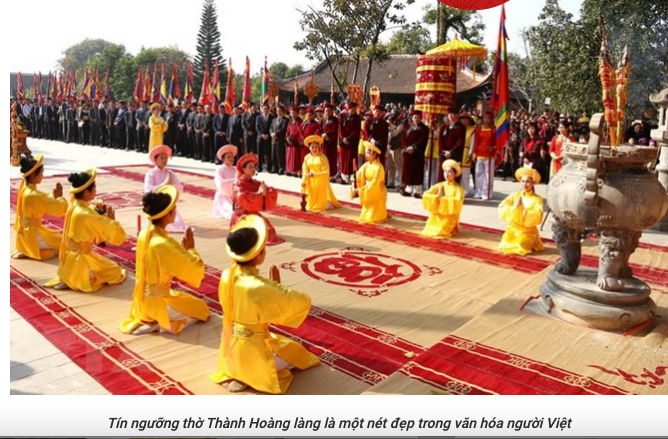 Tín ngưỡng thờ Thành Hoàng làng là một nét đẹp trong văn hóa người Việt